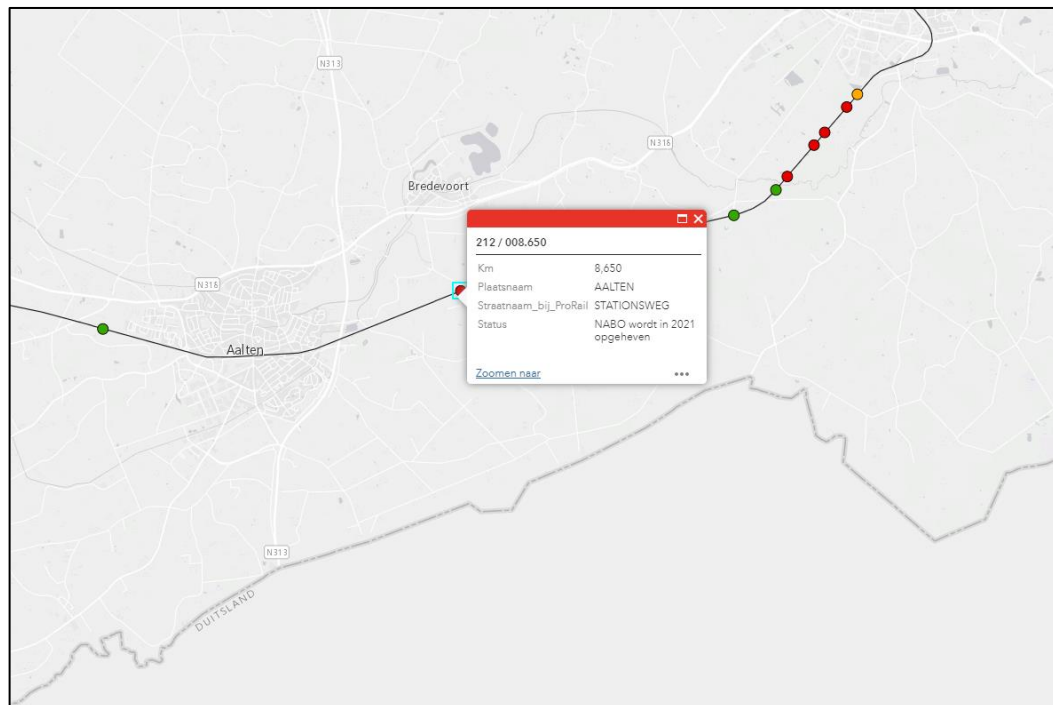 N313
N318
Bredevoort
212 / 008.650
Km 8,650
Plaatsnaam AALTEN
Straatnaam_bij_ProRail STATIONSWEG
Status NABO wordt in 2021
opgeheven
Zoomen naar
N318
Aalten
N313
DUITSLAND